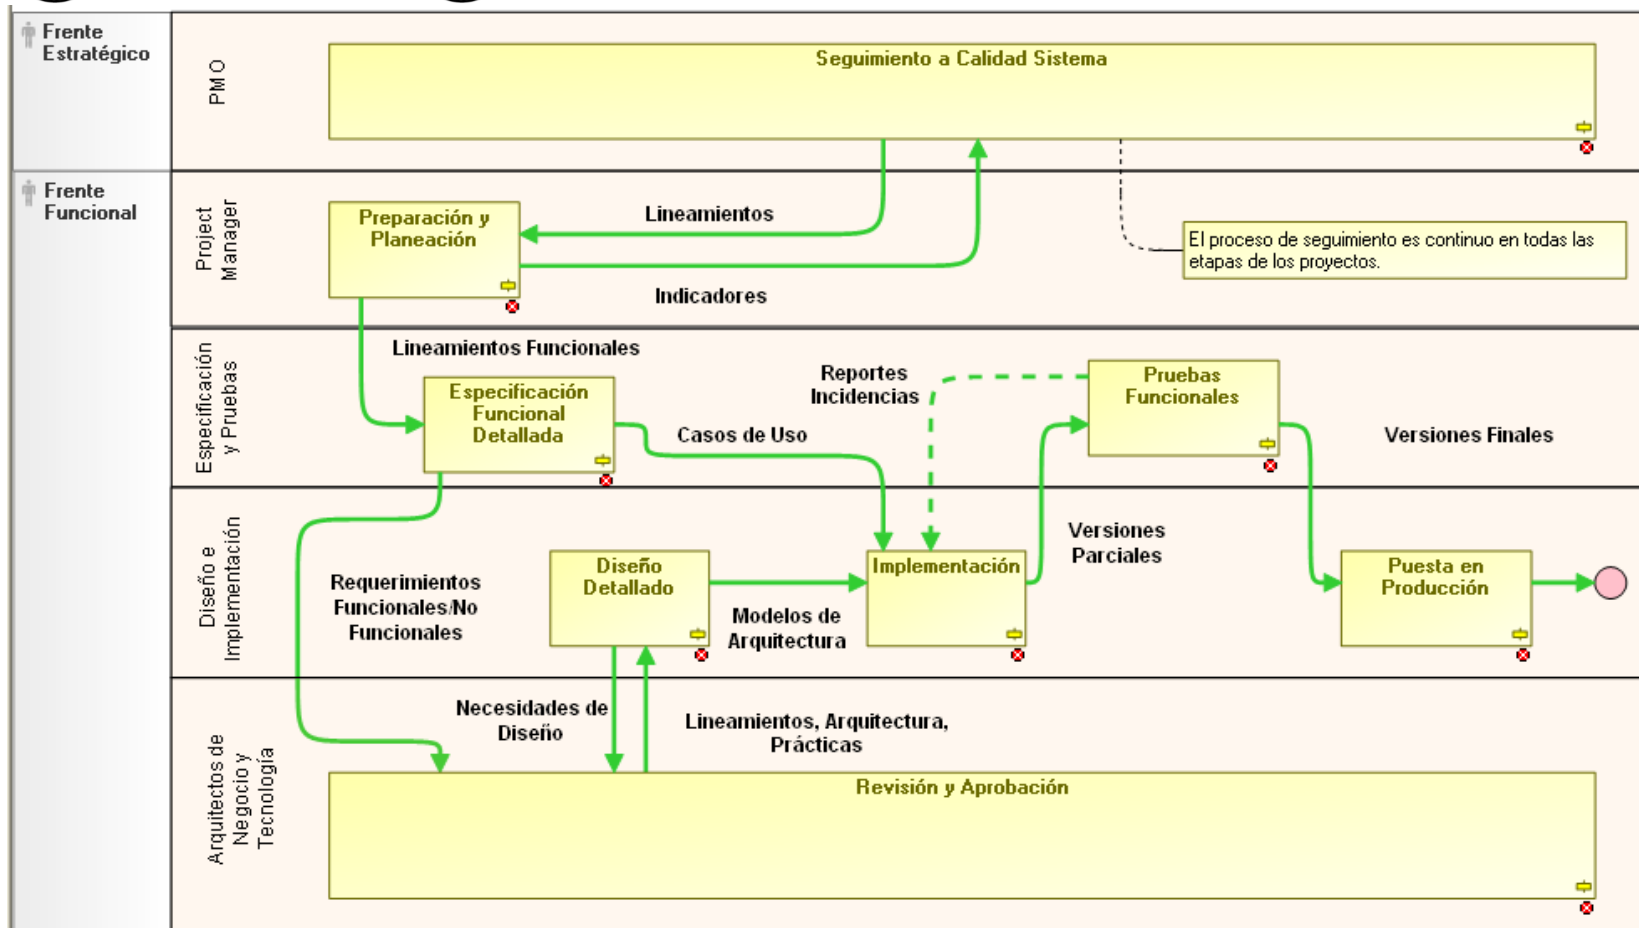 Frente
Estratégico
PMO
Seguimiento a Calidad Sistema
Frente
Funcional
Project
Manager
Preparación y
Planeación
Lineamientos
Indicadores
El proceso de seguimiento es continuo en todas las
etapas de los proyectos.
Especificación
y Pruebas
Lineamientos Funcionales
Especificación
Funcional
Detallada
Casos de Uso
Reportes
Incidencias
Pruebas
Funcionales
Versiones Finales
Diseño e
Implementación
Requerimientos
Funcionales/No
Funcionales
Diseño
Detallado
Modelos de
Arquitectura
Implementación
Versiones
Parciales
Puesta en
Producción
Arquitectos de
Negocio y
Tecnología
Necesidades de
Diseño
Lineamientos, Arquitectura,
Prácticas
Revisión y Aprobación